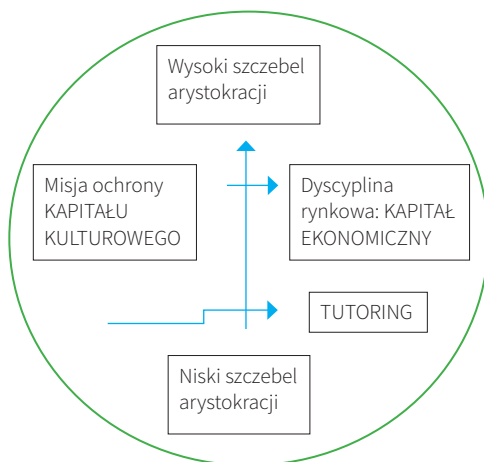 Wysoki szczebel
arystokracji
Misja ochrony
KAPITAŁU
KULTUROWEGO
Dyscyplina
rynkowa: KAPITAŁ
EKONOMICZNY
TUTORING
Niski szczebel
arystokracji